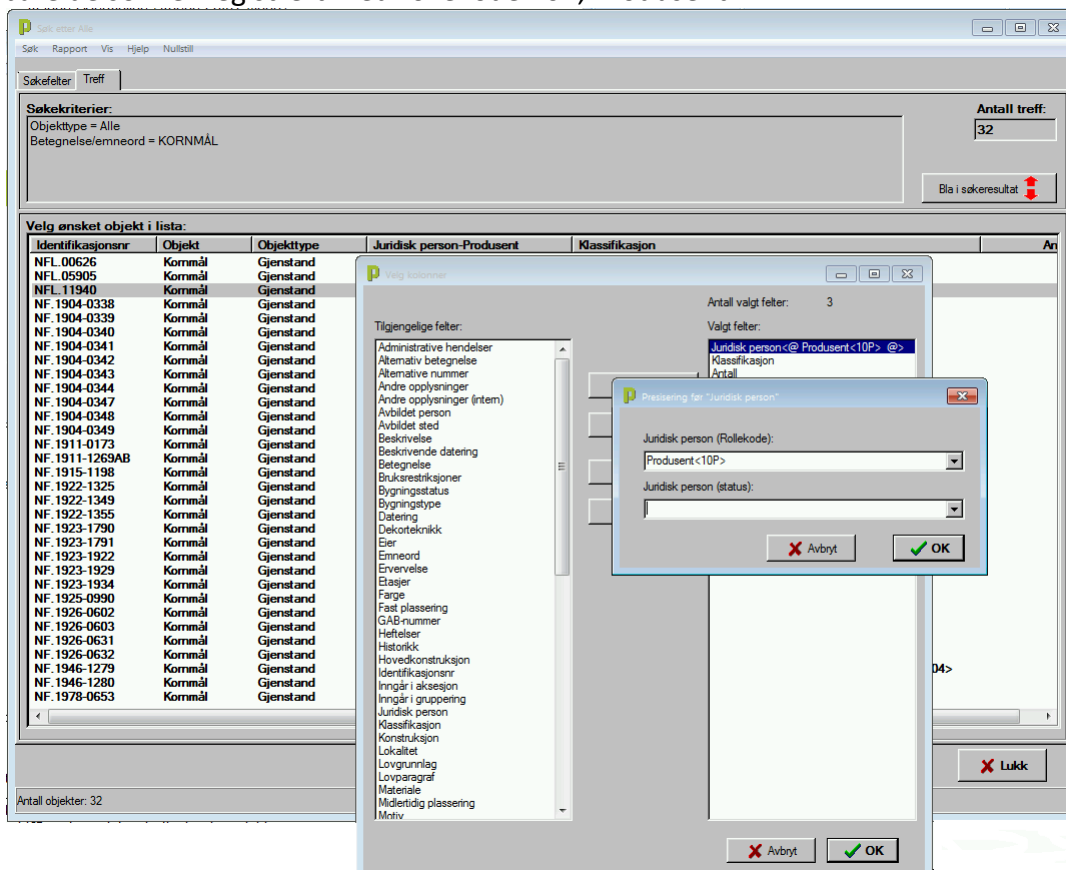 Søk etter Alle
Søk Rapport Vis Hjelp Nullstill
Søkefelter Treff
Søkekriterier:
Antall treff:
Objekttype = Alle
Betegnelse/emneord = KORNMÅL
32
Bla i søkeresultat
Velg ønsket objekt i lista:
Identifikasjonsnr Objekt Objekttype Juridisk person-Produsent Klassifikasjon An
NFL.00626 Kornmål Gjenstand
NFL.05905 Kornmål Gjenstand
NFL.11940 Kornmål Gjenstand
NF.1904-0338 Kornmål Gjenstand
NF.1904-0339 Kornmål Gjenstand
NF.1904-0340 Kornmål Gjenstand
NF.1904-0341 Kornmål Gjenstand
NF.1904-0342 Kornmål Gjenstand
NF.1904-0343 Kornmål Gjenstand
NF.1904-0344 Kornmål Gjenstand
NF.1904-0347 Kornmål Gjenstand
NF.1904-0348 Kornmål Gjenstand
NF.1904-0349 Kornmål Gjenstand
NF.1911-0173 Kornmål Gjenstand
NF.1911-1269AB Kornmål Gjenstand
NF.1915-1198 Kornmål Gjenstand
NF.1922-1325 Kornmål Gjenstand
NF.1922-1349 Kornmål Gjenstand
NF.1922-1355 Kornmål Gjenstand
NF.1923-1790 Kornmål Gjenstand
NF.1923-1791 Kornmål Gjenstand
NF.1923-1922 Kornmål Gjenstand
NF.1923-1929 Kornmål Gjenstand
NF.1923-1934 Kornmål Gjenstand
NF.1925-0990 Kornmål Gjenstand
NF.1926-0602 Kornmål Gjenstand
NF.1926-0603 Kornmål Gjenstand
NF.1926-0631 Kornmål Gjenstand
NF.1926-0632 Kornmål Gjenstand
NF.1946-1279 Kornmål Gjenstand 04>
NF.1946-1280 Kornmål Gjenstand
NF.1978-0653 Kornmål Gjenstand
Lukk
Antall objekter: 32
Velg kolonner
Antall valgt felter: 3
Tilgjengelige felter:
Valgt felter:
Administrative hendelser
Alternativ betegnelse
Alternative nummer
Andre opplysninger
Andre opplysninger (intern)
Avbildet person
Avbildet sted
Beskrivelse
Beskrivende datering
Betegnelse
Bruksrestriksjoner
Bygningsstatus
Bygningstype
Datering
Dekorteknikk
Eier
Emneord
Ervervelse
Etasjer
Farge
Fast plassering
GAB-nummer
Heftelser
Historikk
Hovedkonstruksjon
Identifikasjonsnr
Inngår i aksesjon
Inngår i gruppering
Juridisk person
Klassifikasjon
Konstruksjon
Lokalitet
Lovgrunnlag
Lovparagraf
Materiale
Midlertidig plassering
Motiv
Juridisk person<@ Produsent<10P> @>
Klassifikasjon
Antall
Presisering før "Juridisk person"
Juridisk person (Rollekode):
Produsent<10P>
Juridisk person (status):
Avbryt OK
Avbryt OK